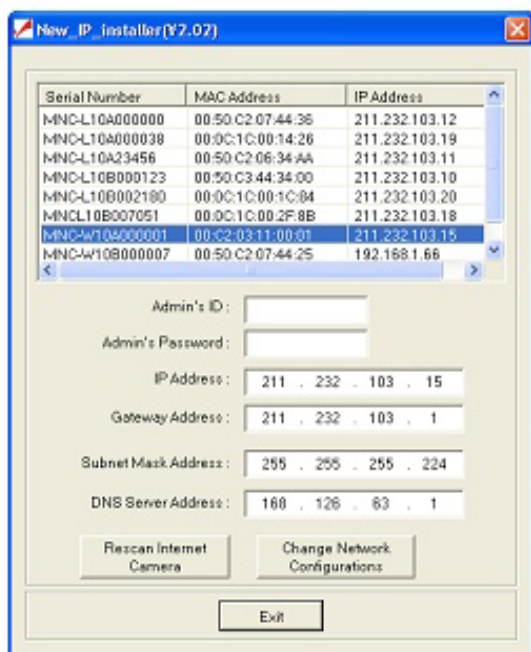 New_IP_installer(V2.02)
Serial Number MAC Address IP Address
MNC-L10A000000 00:50:C2:07:44:36 211.232.103.12
MNC-L10A000038 00:0C:1C:00:14:26 211.232.103.19
MNC-L10A23456 00:50:C2:06:34:AA 211.232.103.11
MNC-L10B000123 00:50:C3:44:34:00 211.232.103.10
MNC-L10B002180 00:0C:1C:00:1C:84 211.232.103.20
MNCL10B007051 00:0C:1C:00:2F:8B 211.232.103.18
MNC-W10A000001 00:C2:03:11:00:01 211.232.103.15
MNC-W10B000007 00:50:C2:07:44:25 192.168.1.66
Admin's ID :
Admin's Password :
IP Address : 211 . 232 . 103 . 15
Gateway Address : 211 . 232 . 103 . 1
Subnet Mask Address : 255 . 255 . 255 . 224
DNS Server Address : 168 . 126 . 63 . 1
Rescan Internet Camera
Change Network Configurations
Exit